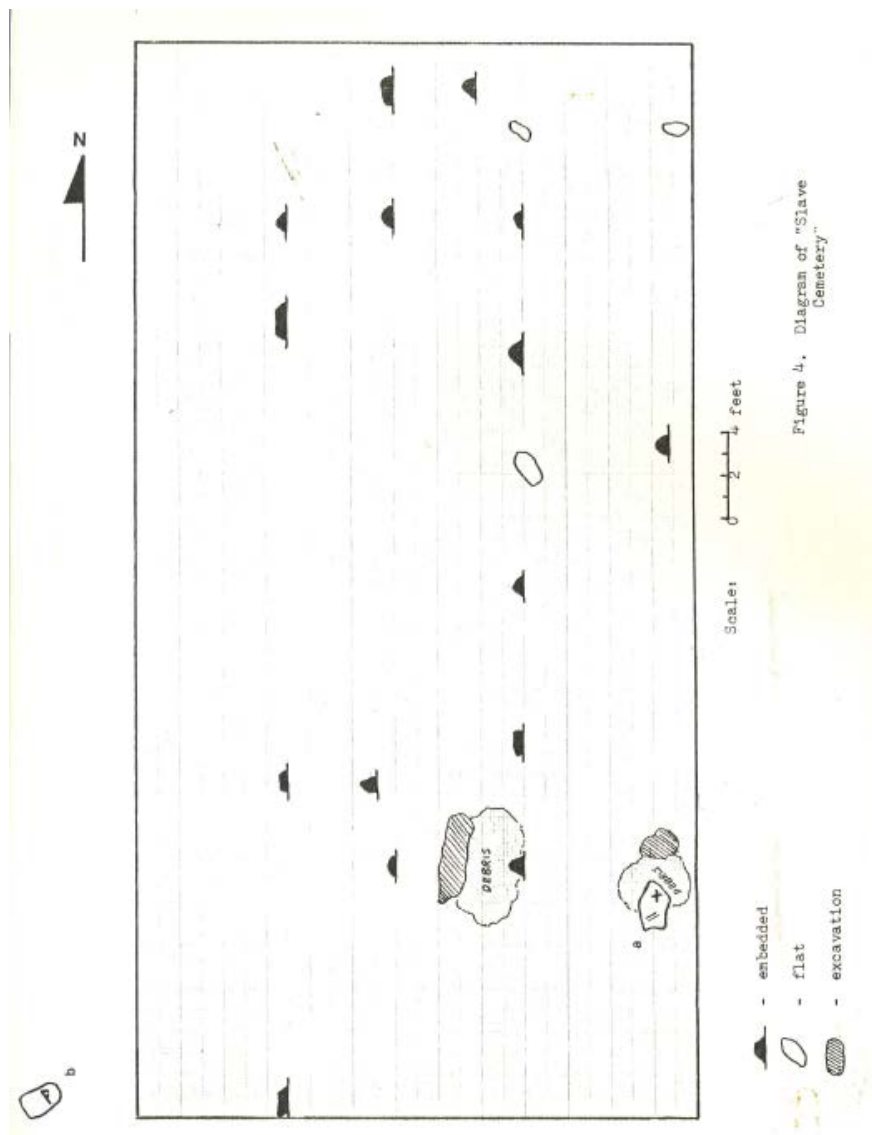 N
DEBRIS
DEBRIS
a
b
Scale:
0 2 4 feet
- embedded
- flat
- excavation
Figure 4. Diagram of "Slave
Cemetery"